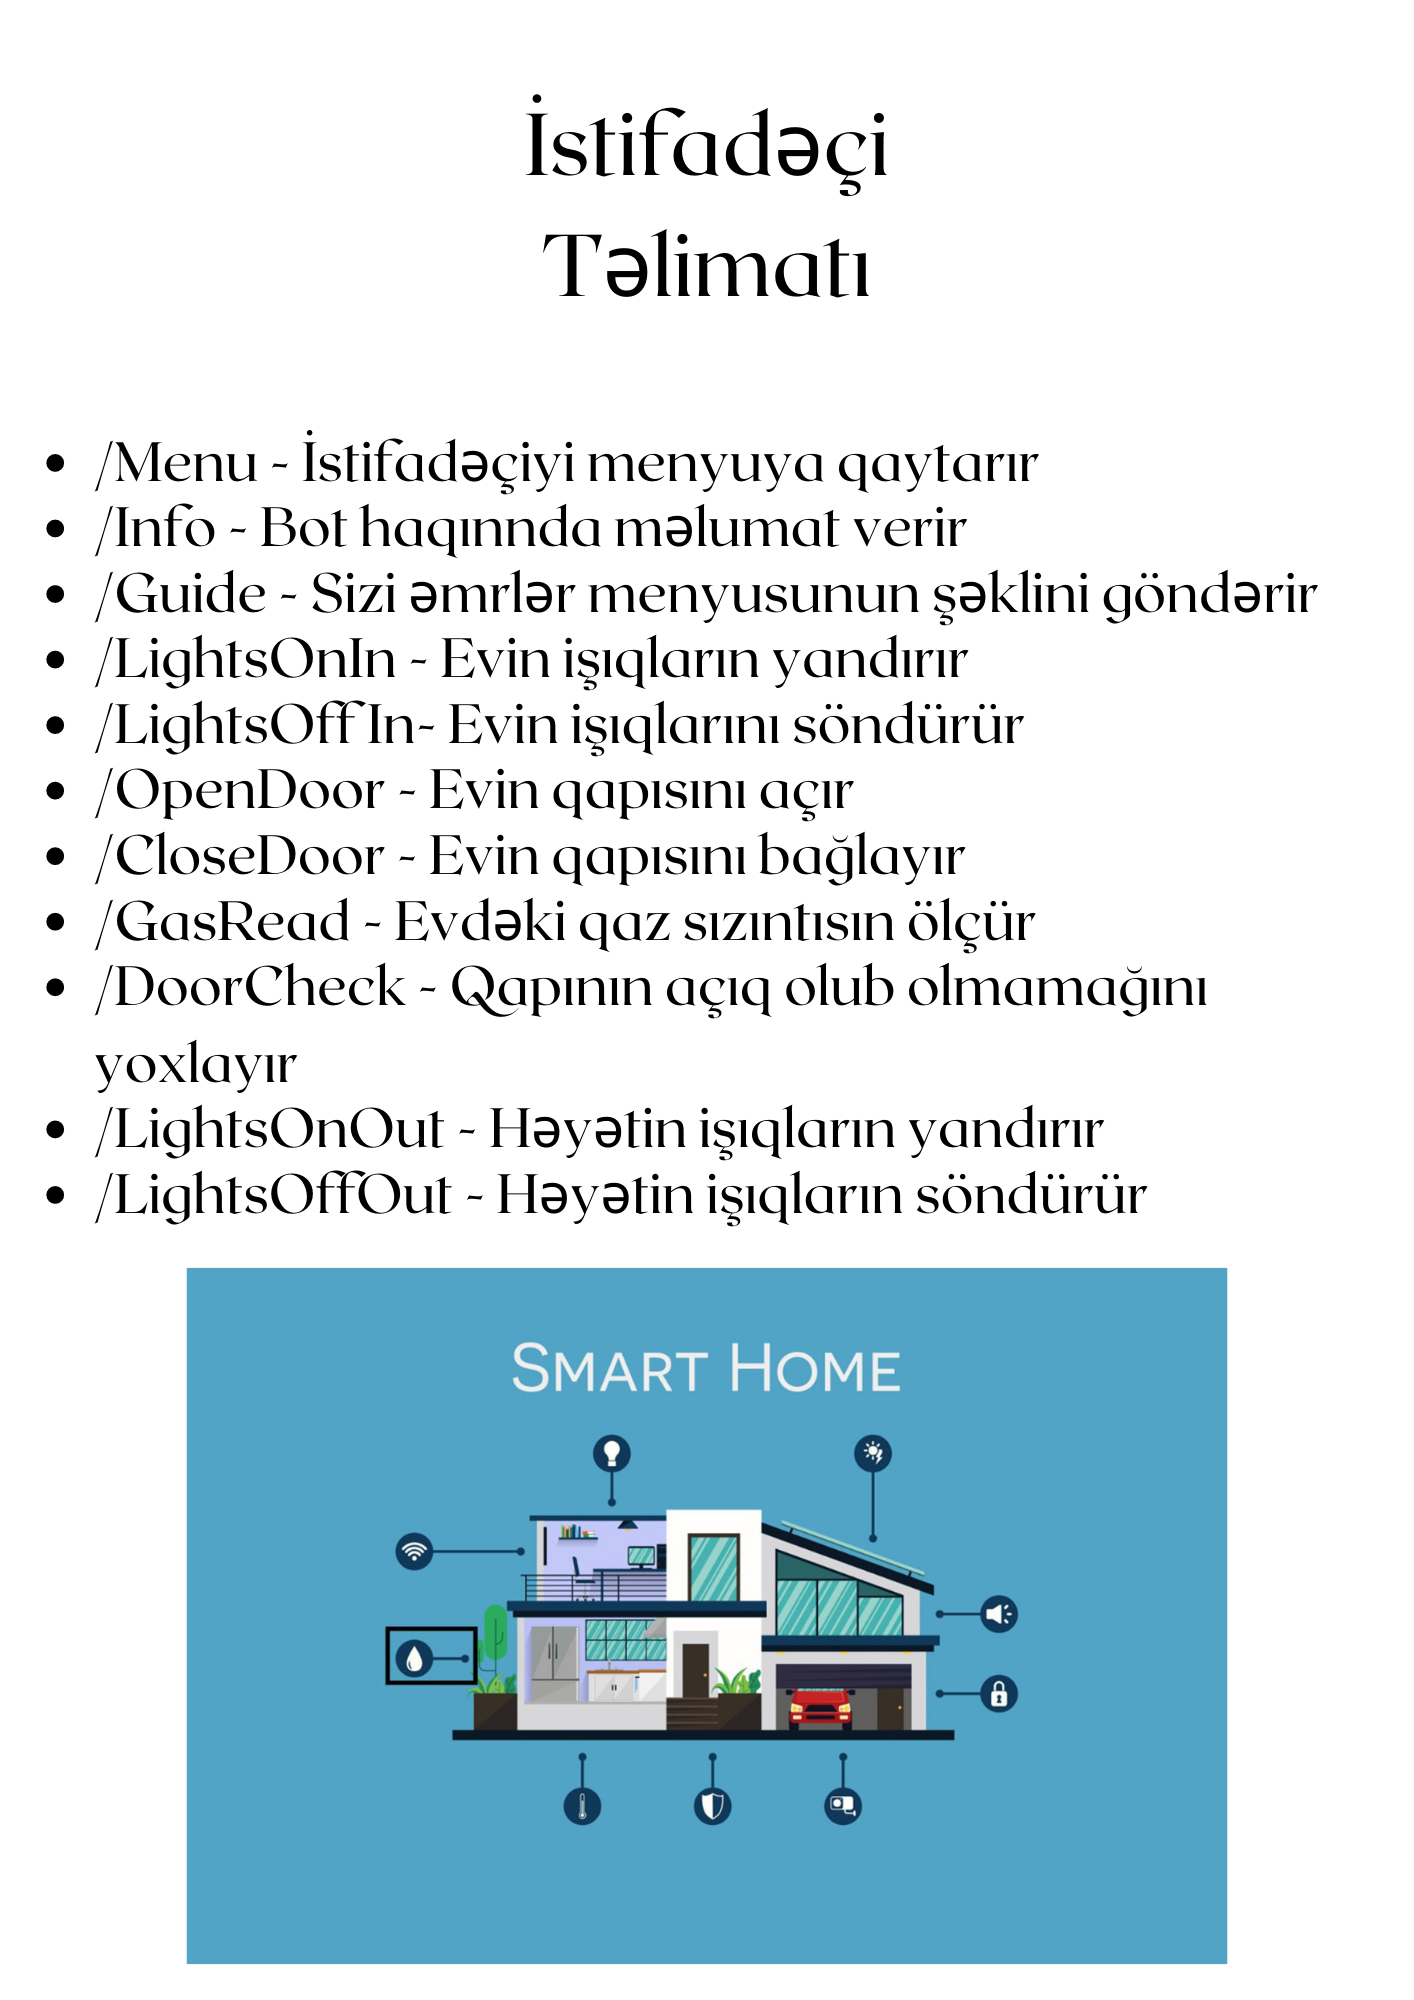 İstifadəçi
Təlimatı
• /Menu - İstifadəçiyi menyuya qaytarır
• /Info - Bot haqınnda məlumat verir
• /Guide - Sizi əmrlər menyusunun şəklini göndərir
• /LightsOnIn - Evin işıqların yandırır
• /LightsOffIn- Evin işıqlarını söndürür
• /OpenDoor - Evin qapısını açır
• /CloseDoor - Evin qapısını bağlayır
• /GasRead - Evdəki qaz sızıntısın ölçür
• /DoorCheck - Qapının açıq olub olmamağını
yoxlayır
• /LightsOnOut - Həyətin işıqların yandırır
• /LightsOffOut - Həyətin işıqların söndürür
SMART HOME